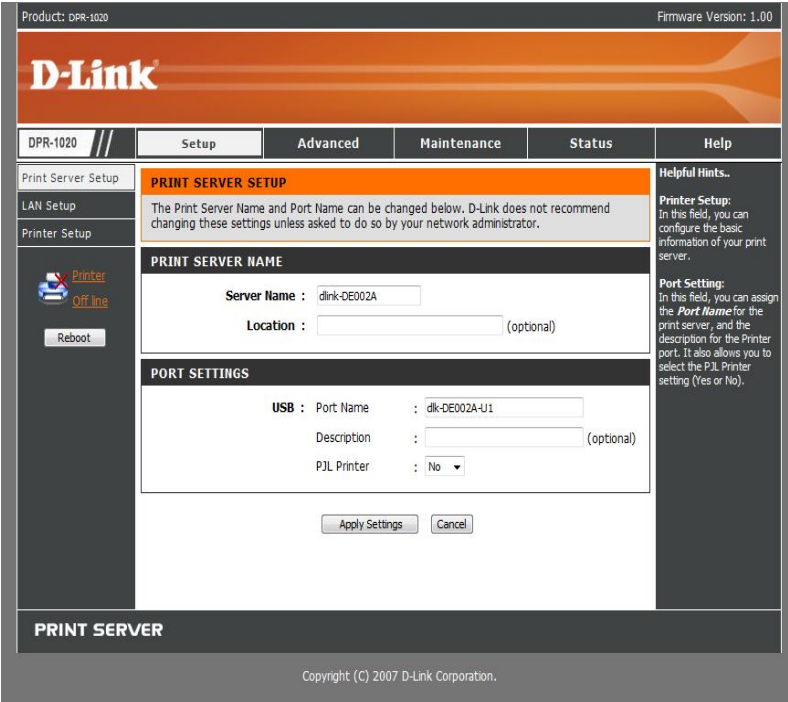 Product: DPR-1020
Firmware Version: 1.00
D-Link
DPR-1020
Setup
Advanced
Maintenance
Status
Help
Print Server Setup
LAN Setup
Printer Setup
Printer
Off line
Reboot
PRINT SERVER SETUP
The Print Server Name and Port Name can be changed below. D-Link does not recommend
changing these settings unless asked to do so by your network administrator.
PRINT SERVER NAME
Server Name : dlink-DE002A
Location : (optional)
PORT SETTINGS
USB : Port Name : dlk-DE002A-U1
Description : (optional)
PJL Printer : No
Apply Settings Cancel
Helpful Hints..
Printer Setup:
In this field, you can
configure the basic
information of your print
server.
Port Setting:
In this field, you can assign
the Port Name for the
print server, and the
description for the Printer
port. It also allows you to
select the PJL Printer
setting (Yes or No).
PRINT SERVER
Copyright (C) 2007 D-Link Corporation.